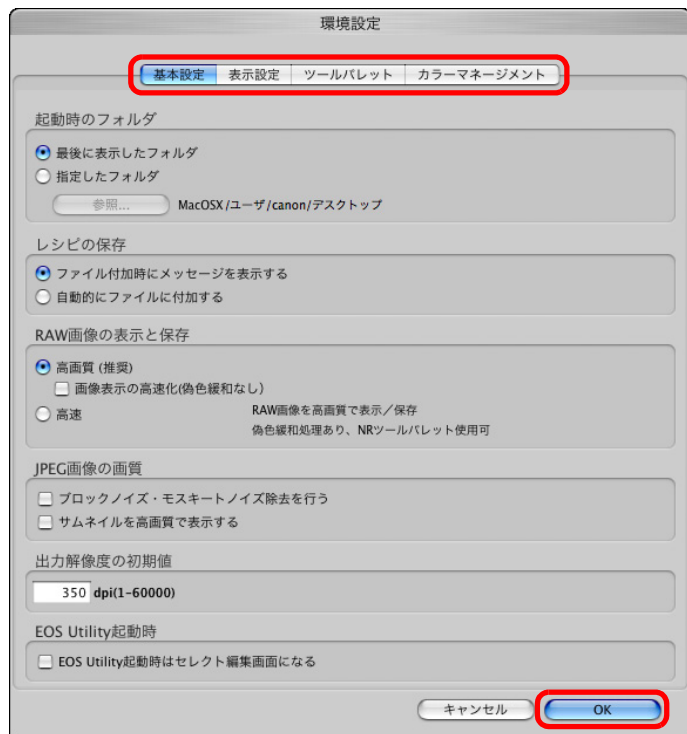 環境設定
基本設定 表示設定 ツールパレット カラーマネージメント
起動時のフォルダ
最後に表示したフォルダ
指定したフォルダ
参照... MacOSX/ユーザ/canon/デスクトップ
レシピの保存
ファイル付加時にメッセージを表示する
自動的にファイルに付加する
RAW画像の表示と保存
高画質 (推奨)
画像表示の高速化(偽色緩和なし)
高速 RAW画像を高画質で表示/保存
偽色緩和処理あり、NRツールパレット使用可
JPEG画像の画質
ブロックノイズ・モスキートノイズ除去を行う
サムネイルを高画質で表示する
出力解像度の初期値
350 dpi(1-60000)
EOS Utility起動時
EOS Utility起動時はセレクト編集画面になる
キャンセル OK